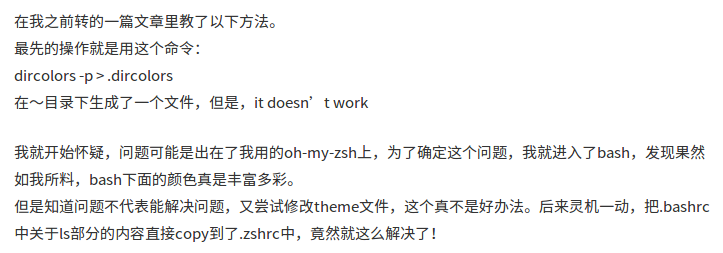 在我之前转的一篇文章里教了以下方法。
最先的操作就是用这个命令：
dircolors -p > .dircolors
在～目录下生成了一个文件，但是，it doesn’t work
我就开始怀疑，问题可能是出在了我用的oh-my-zsh上，为了确定这个问题，我就进入了bash，发现果然
如我所料，bash下面的颜色真是丰富多彩。
但是知道问题不代表能解决问题，又尝试修改theme文件，这个真不是好办法。后来灵机一动，把.bashrc
中关于ls部分的内容直接copy到了.zshrc中，竟然就这么解决了！